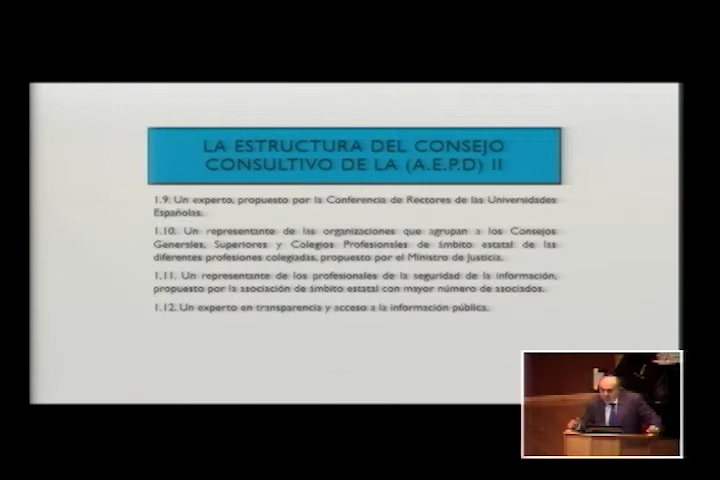 LA ESTRUCTURA DEL CONSEJO
CONSULTIVO DE LA (A.E.P.D) II
1.9. Un experto, propuesto por la Conferencia de Rectores de las Universidades
Españolas.
1.10. Un representante de las organizaciones que agrupan a los Consejos
Generales, Superiores y Colegios Profesionales de ámbito estatal de las
diferentes profesiones colegiadas, propuesto por el Ministro de Justicia.
1.11. Un representante de los profesionales de la seguridad de la información,
propuesto por la asociación de ámbito estatal con mayor número de asociados.
1.12. Un experto en transparencia y acceso a la información pública.